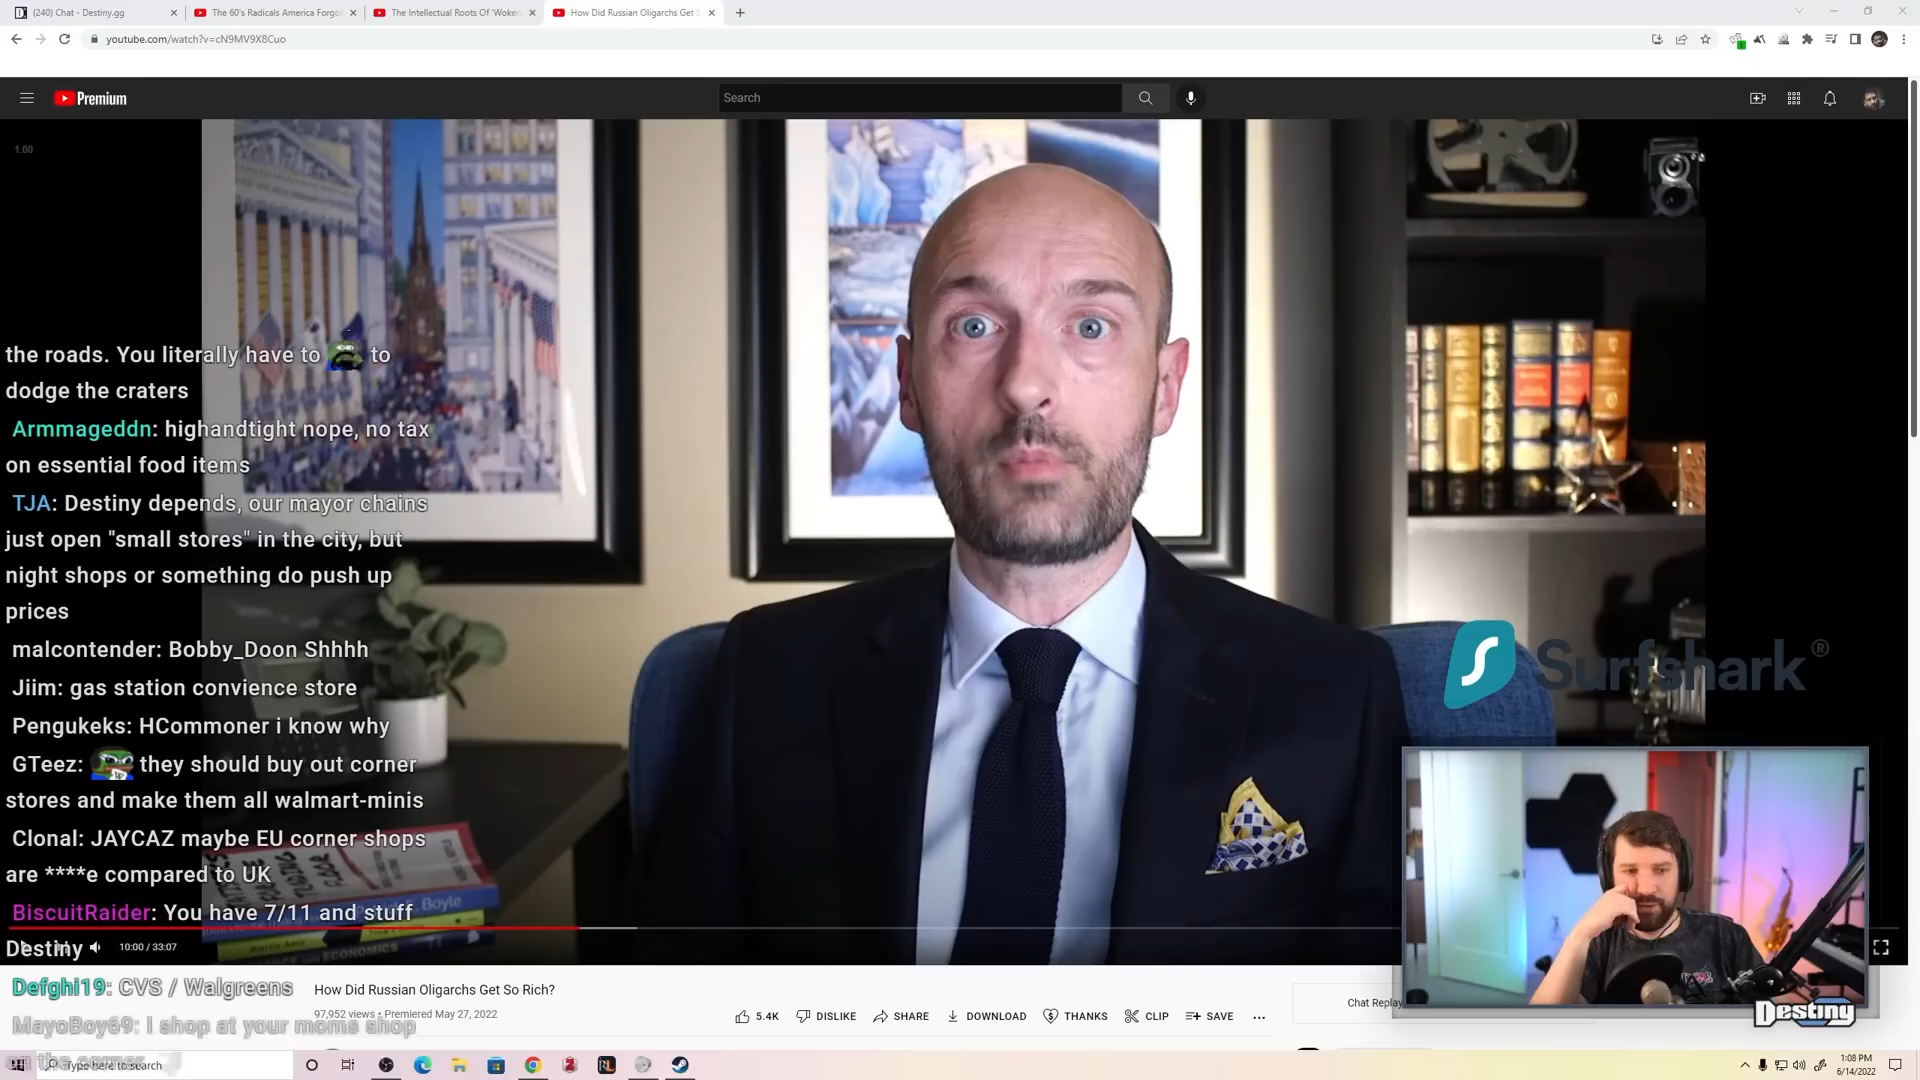 (240) Chat - Destiny.gg
The 60's Radicals America Forgo
The Intellectual Roots Of 'Woken
How Did Russian Oligarchs Get S
youtube.com/watch?v=cN9MV9X8Cuo
Premium
Search
1.00
the roads. You literally have to to
dodge the craters
Armmageddn: highandtight nope, no tax
on essential food items
TJA: Destiny depends, our mayor chains
just open "small stores" in the city, but
night shops or something do push up
prices
malcontender: Bobby_Doon Shhhh
Jiim: gas station convience store
Pengukeks: HCommoner i know why
GTeez: they should buy out corner
stores and make them all walmart-minis
Clonal: JAYCAZ maybe EU corner shops
are ****e compared to UK
BiscuitRaider: You have 7/11 and stuff
Destiny
Defghi19: CVS / Walgreens
MayoBoy69: I shop at your moms shop
on the corner
Surfshark®
Boyle
Martin Amis
ECONOMICS
10:00 / 33:07
How Did Russian Oligarchs Get So Rich?
97,952 views • Premiered May 27, 2022
5.4K
DISLIKE
SHARE
DOWNLOAD
THANKS
CLIP
SAVE
Chat Replay
Destiny
Type here to search
1:08 PM
6/14/2022